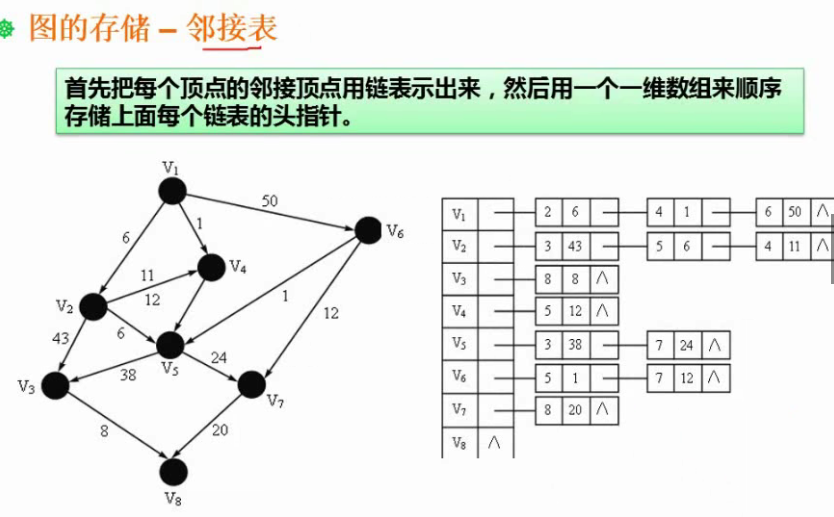 图的存储 – 邻接表
首先把每个顶点的邻接顶点用链表示出来，然后用一个一维数组来顺序
存储上面每个链表的头指针。
V1
50
6
1
V6
V4
11
12
V2
1
12
6
43
V5
24
38
V3
V7
8
20
V8
V1 2 6 4 1 6 50 ∧
V2 3 43 5 6 4 11 ∧
V3 8 8 ∧
V4 5 12 ∧
V5 3 38 7 24 ∧
V6 5 1 7 12 ∧
V7 8 20 ∧
V8 ∧